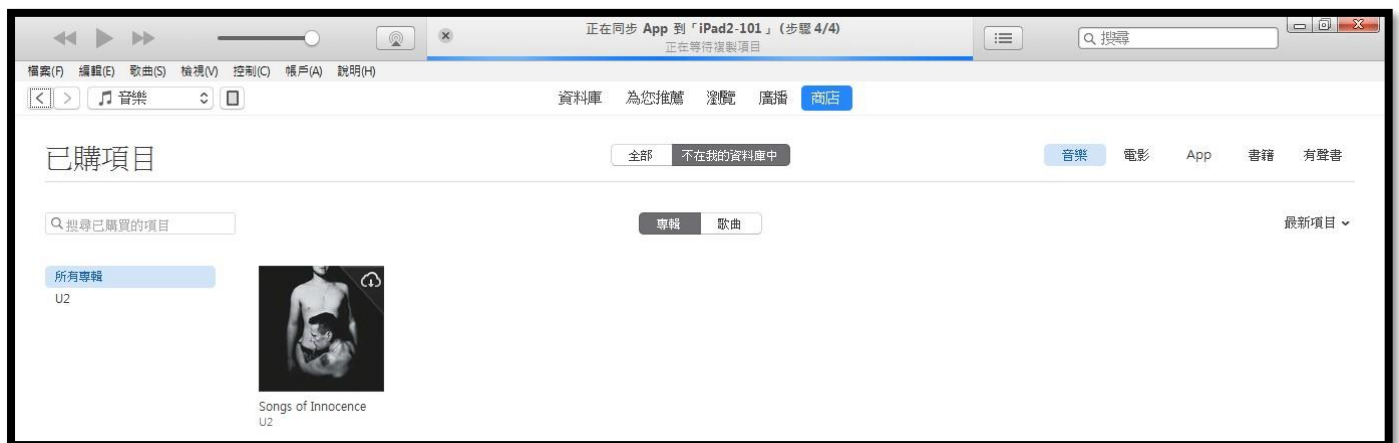 正在同步 App 到「iPad2-101」(步驟 4/4)
正在等待複製項目
搜尋
檔案(F) 編輯(E) 歌曲(S) 檢視(V) 控制(C) 帳戶(A) 說明(H)
音樂
資料庫 為您推薦 瀏覽 廣播 商店
已購項目
全部 不在我的資料庫中
音樂 電影 App 書籍 有聲書
搜尋已購買的項目
專輯 歌曲
最新項目
所有專輯
U2
Songs of Innocence
U2